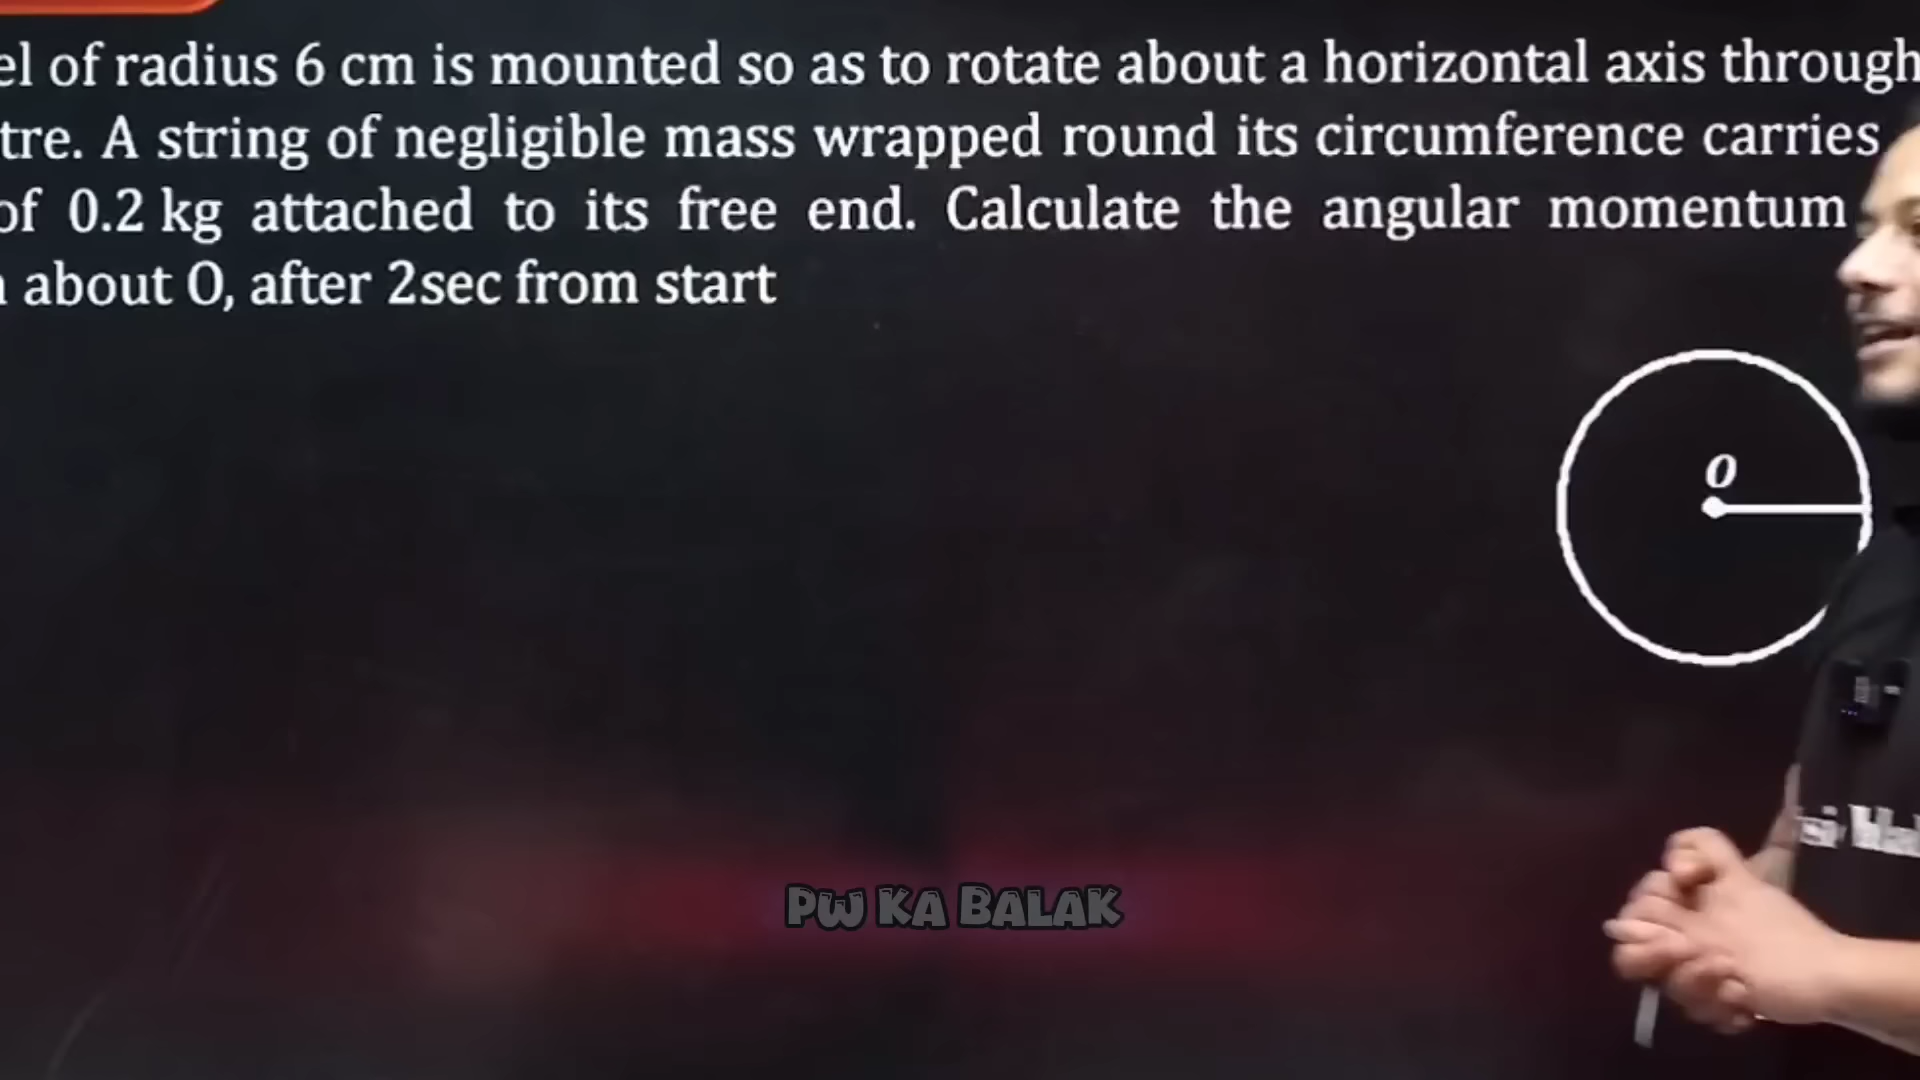 el of radius 6 cm is mounted so as to rotate about a horizontal axis through
tre. A string of negligible mass wrapped round its circumference carries
of 0.2 kg attached to its free end. Calculate the angular momentum
about O, after 2sec from start
O
PW KA BALAK